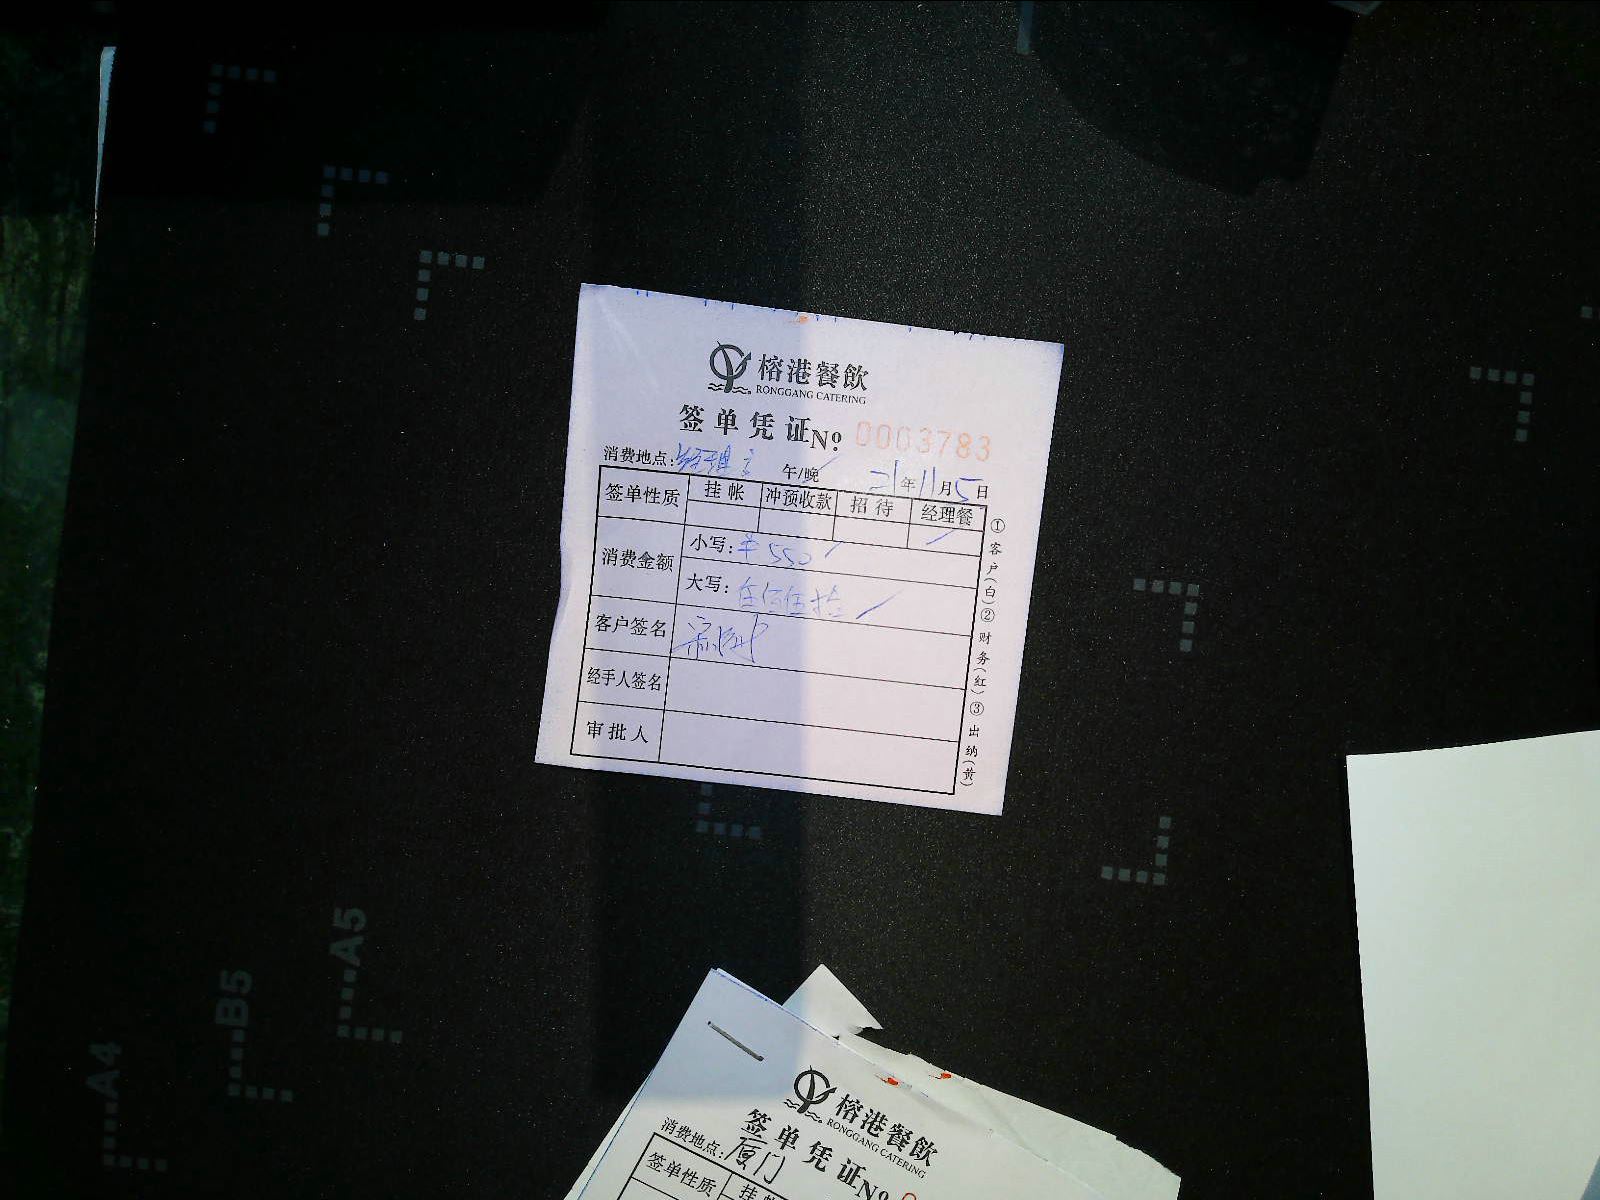 榕港餐飲
RONGGANG CATERING
签单凭证No 0063783
消费地点: 经理 午/晚 21年11月5日
签单性质 挂帐 冲预收款 招待 经理餐
消费金额 小写: ¥550
大写: 伍佰伍拾
客户签名
经手人签名
审批人
①客户(白)②财务(红)③出纳(黄)
A5
B5
A4
榕港餐飲
RONGGANG CATERING
签单凭证No
消费地点: 厦门
签单性质 挂